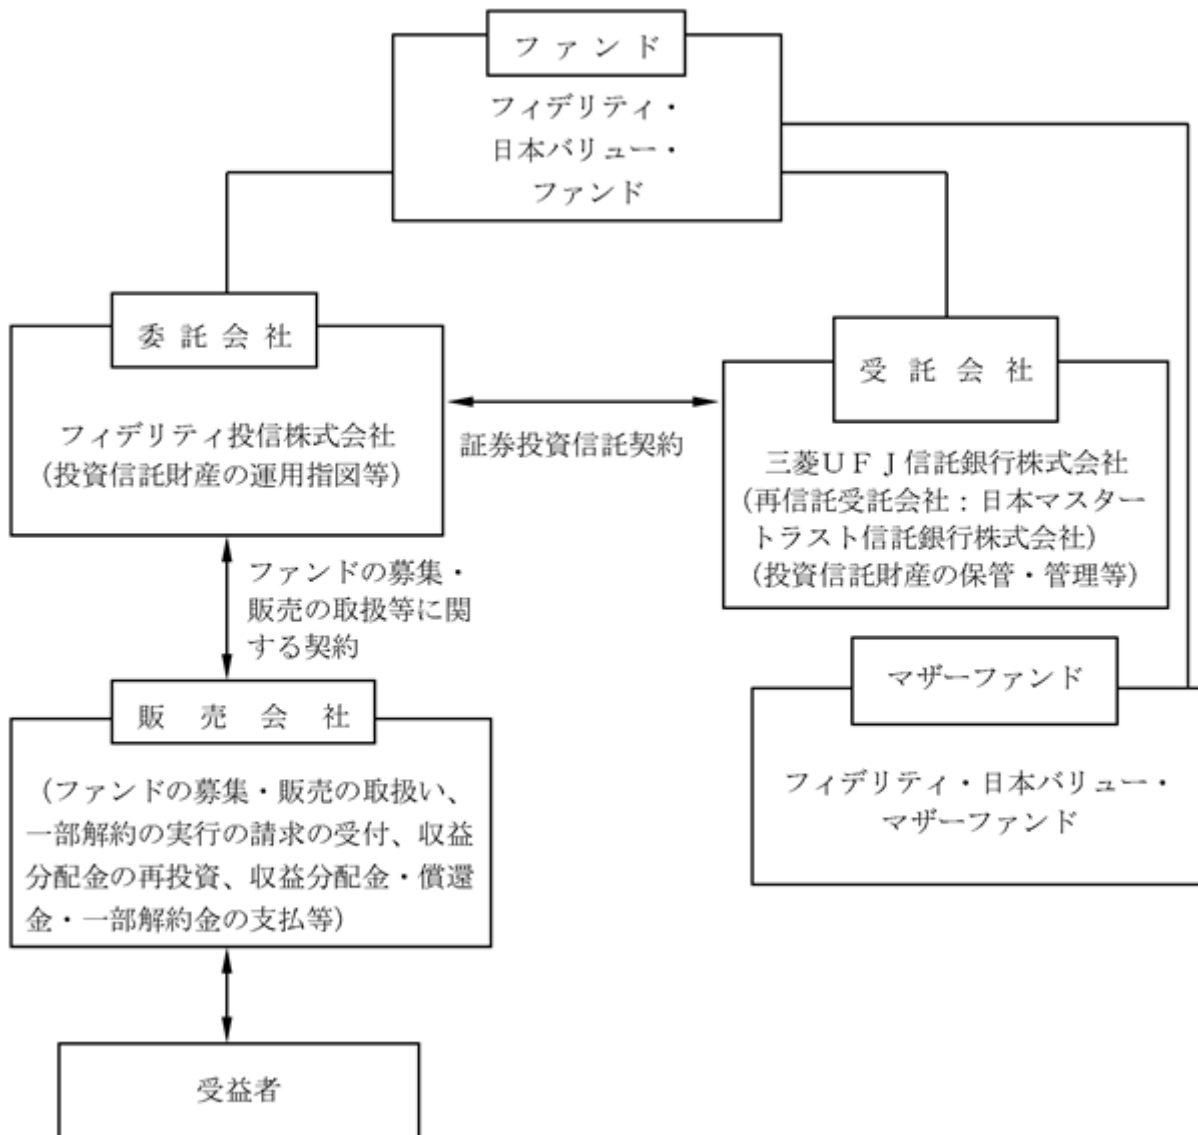 ファンド
フィデリティ・
日本バリュー・
ファンド
委託会社
フィデリティ投信株式会社
（投資信託財産の運用指図等）
証券投資信託契約
受託会社
三菱ＵＦＪ信託銀行株式会社
（再信託受託会社：日本マスター
トラスト信託銀行株式会社）
（投資信託財産の保管・管理等）
ファンドの募集・
販売の取扱等に関
する契約
マザーファンド
フィデリティ・日本バリュー・
マザーファンド
販売会社
（ファンドの募集・販売の取扱い、
一部解約の実行の請求の受付、収益
分配金の再投資、収益分配金・償還
金・一部解約金の支払等）
受益者